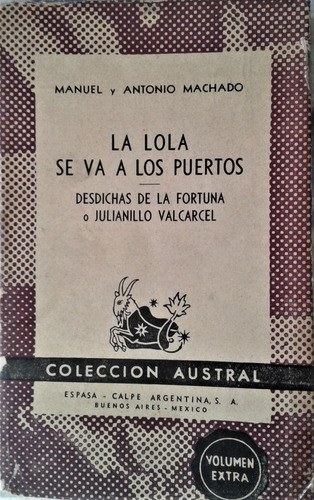 MANUEL y ANTONIO MACHADO
LA LOLA
SE VA A LOS PUERTOS
DESDICHAS DE LA FORTUNA
o JULIANILLO VALCARCEL
COLECCION AUSTRAL
ESPASA - CALPE ARGENTINA, S. A.
BUENOS AIRES - MEXICO
VOLUMEN
EXTRA